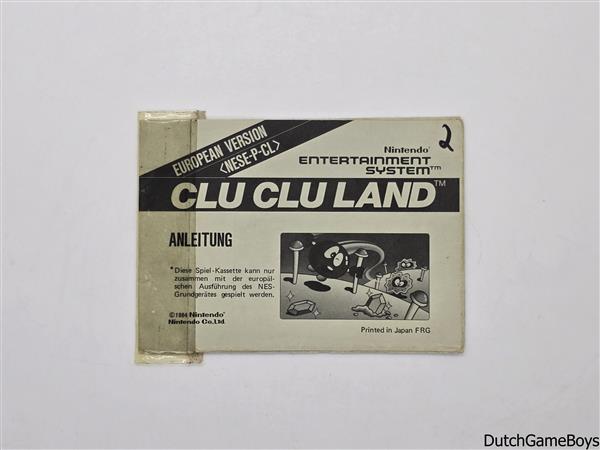 EUROPEAN VERSION
<NESE-P-CL>
2
Nintendo®
ENTERTAINMENT
SYSTEM™
CLU CLU LAND™
ANLEITUNG
*Diese Spiel-Kassette kann nur
zusammen mit der europäi-
schen Ausführung des NES-
Grundgerätes gespielt werden.
©1984 Nintendo®
Nintendo Co., Ltd.
Printed in Japan FRG
DutchGameBoys